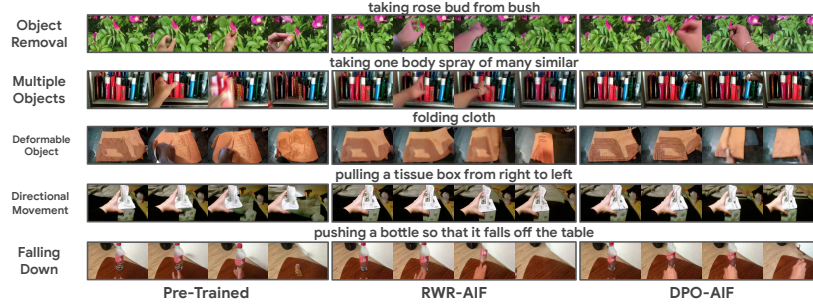 taking rose bud from bush
Object
Removal
taking one body spray of many similar
Multiple
Objects
folding cloth
Deformable
Object
pulling a tissue box from right to left
Directional
Movement
pushing a bottle so that it falls off the table
Falling
Down
Pre-Trained
RWR-AIF
DPO-AIF